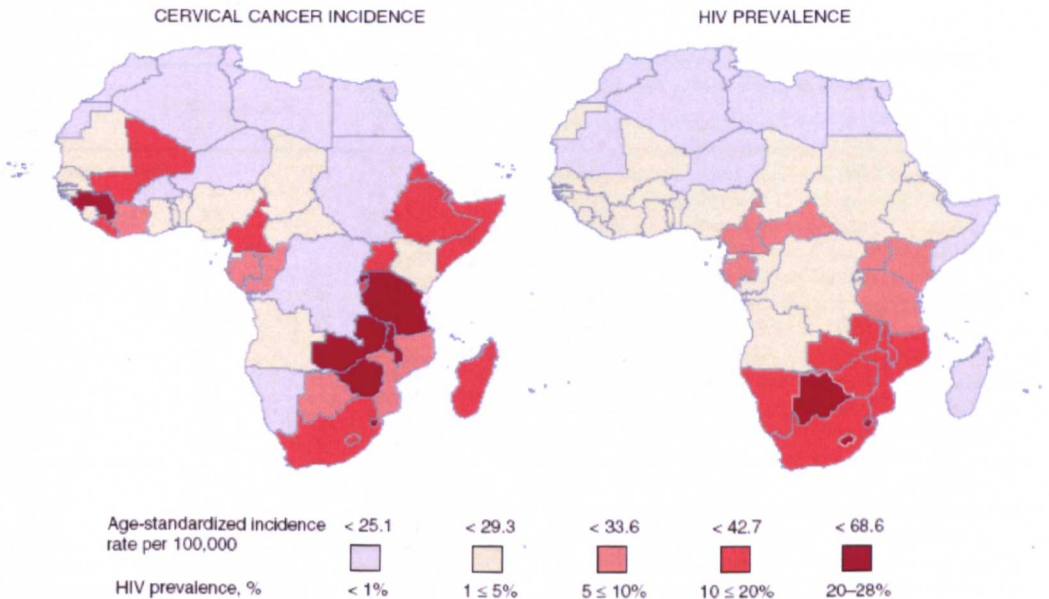 CERVICAL CANCER INCIDENCE
HIV PREVALENCE
Age-standardized incidence rate per 100,000
< 25.1
< 29.3
< 33.6
< 42.7
< 68.6
HIV prevalence, %
< 1%
1 ≤ 5%
5 ≤ 10%
10 ≤ 20%
20–28%